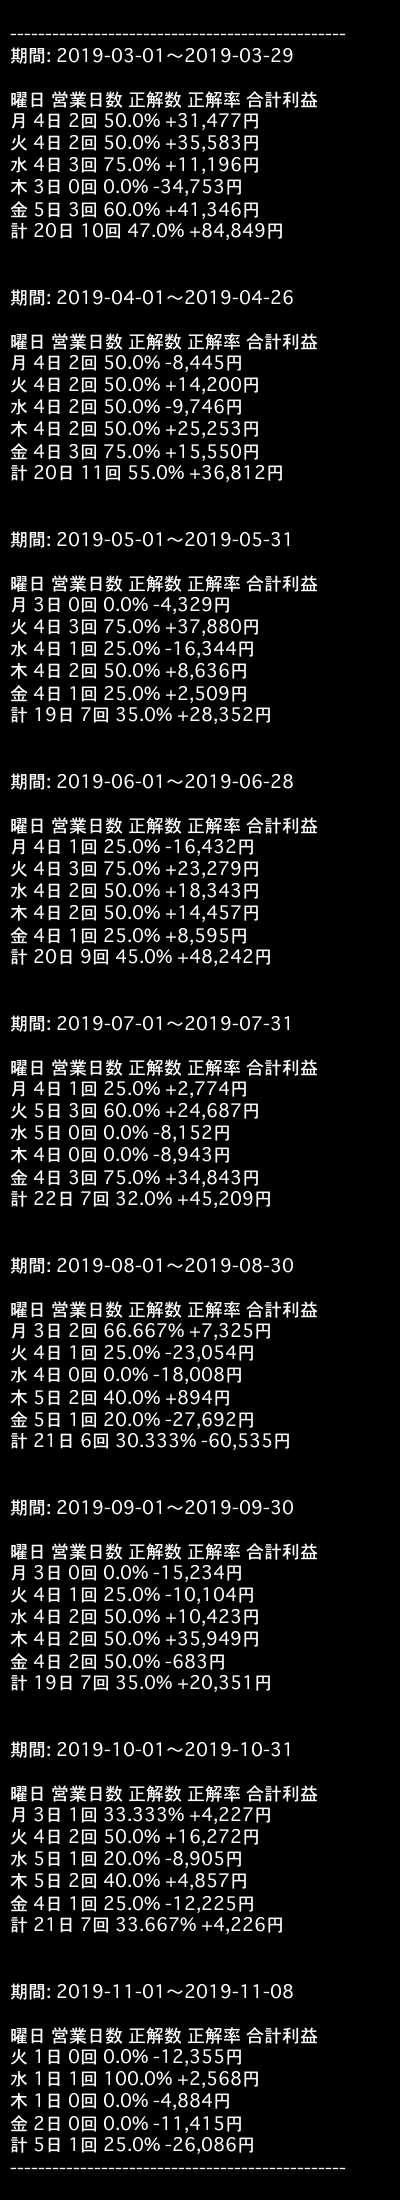 ------------------------------------------------
期間: 2019-03-01～2019-03-29
曜日 営業日数 正解数 正解率 合計利益
月 4日 2回 50.0% +31,477円
火 4日 2回 50.0% +35,583円
水 4日 3回 75.0% +11,196円
木 3日 0回 0.0% -34,753円
金 5日 3回 60.0% +41,346円
計 20日 10回 47.0% +84,849円
期間: 2019-04-01～2019-04-26
曜日 営業日数 正解数 正解率 合計利益
月 4日 2回 50.0% -8,445円
火 4日 2回 50.0% +14,200円
水 4日 2回 50.0% -9,746円
木 4日 2回 50.0% +25,253円
金 4日 3回 75.0% +15,550円
計 20日 11回 55.0% +36,812円
期間: 2019-05-01～2019-05-31
曜日 営業日数 正解数 正解率 合計利益
月 3日 0回 0.0% -4,329円
火 4日 3回 75.0% +37,880円
水 4日 1回 25.0% -16,344円
木 4日 2回 50.0% +8,636円
金 4日 1回 25.0% +2,509円
計 19日 7回 35.0% +28,352円
期間: 2019-06-01～2019-06-28
曜日 営業日数 正解数 正解率 合計利益
月 4日 1回 25.0% -16,432円
火 4日 3回 75.0% +23,279円
水 4日 2回 50.0% +18,343円
木 4日 2回 50.0% +14,457円
金 4日 1回 25.0% +8,595円
計 20日 9回 45.0% +48,242円
期間: 2019-07-01～2019-07-31
曜日 営業日数 正解数 正解率 合計利益
月 4日 1回 25.0% +2,774円
火 5日 3回 60.0% +24,687円
水 5日 0回 0.0% -8,152円
木 4日 0回 0.0% -8,943円
金 4日 3回 75.0% +34,843円
計 22日 7回 32.0% +45,209円
期間: 2019-08-01～2019-08-30
曜日 営業日数 正解数 正解率 合計利益
月 3日 2回 66.667% +7,325円
火 4日 1回 25.0% -23,054円
水 4日 0回 0.0% -18,008円
木 5日 2回 40.0% +894円
金 5日 1回 20.0% -27,692円
計 21日 6回 30.333% -60,535円
期間: 2019-09-01～2019-09-30
曜日 営業日数 正解数 正解率 合計利益
月 3日 0回 0.0% -15,234円
火 4日 1回 25.0% -10,104円
水 4日 2回 50.0% +10,423円
木 4日 2回 50.0% +35,949円
金 4日 2回 50.0% -683円
計 19日 7回 35.0% +20,351円
期間: 2019-10-01～2019-10-31
曜日 営業日数 正解数 正解率 合計利益
月 3日 1回 33.333% +4,227円
火 4日 2回 50.0% +16,272円
水 5日 1回 20.0% -8,905円
木 5日 2回 40.0% +4,857円
金 4日 1回 25.0% -12,225円
計 21日 7回 33.667% +4,226円
期間: 2019-11-01～2019-11-08
曜日 営業日数 正解数 正解率 合計利益
火 1日 0回 0.0% -12,355円
水 1日 1回 100.0% +2,568円
木 1日 0回 0.0% -4,884円
金 2日 0回 0.0% -11,415円
計 5日 1回 25.0% -26,086円
------------------------------------------------